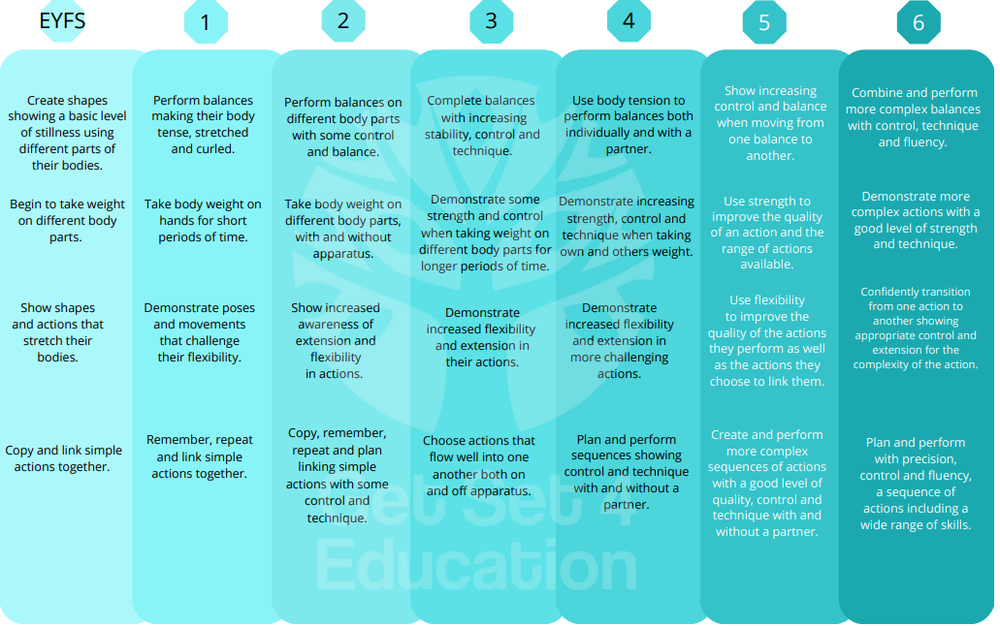 EYFS
1
2
3
4
5
6
Create shapes
showing a basic level
of stillness using
different parts of
their bodies.
Begin to take weight
on different body
parts.
Show shapes
and actions that
stretch their
bodies.
Copy and link simple
actions together.
Perform balances
making their body
tense, stretched
and curled.
Take body weight on
hands for short
periods of time.
Demonstrate poses
and movements
that challenge
their flexibility.
Remember, repeat
and link simple
actions together.
Perform balances on
different body parts
with some control
and balance.
Take body weight on
different body parts,
with and without
apparatus.
Show increased
awareness of
extension and
flexibility
in actions.
Copy, remember,
repeat and plan
linking simple
actions with some
control and
technique.
Complete balances
with increasing
stability, control and
technique.
Demonstrate some
strength and control
when taking weight on
different body parts for
longer periods of time.
Demonstrate
increased flexibility
and extension in
their actions.
Choose actions that
flow well into one
another both on
and off apparatus.
Use body tension to
perform balances both
individually and with a
partner.
Demonstrate increasing
strength, control and
technique when taking
own and others weight.
Demonstrate
increased flexibility
and extension in
more challenging
actions.
Plan and perform
sequences showing
control and technique
with and without a
partner.
Show increasing
control and balance
when moving from
one balance to
another.
Use strength to
improve the quality
of an action and the
range of actions
available.
Use flexibility
to improve the
quality of the actions
they perform as well
as the actions they
choose to link them.
Create and perform
more complex
sequences of actions
with a good level of
quality, control and
technique with and
without a partner.
Combine and perform
more complex balances
with control, technique
and fluency.
Demonstrate more
complex actions with a
good level of strength
and technique.
Confidently transition
from one action to
another showing
appropriate control and
extension for the
complexity of the action.
Plan and perform
with precision,
control and fluency,
a sequence of
actions including a
wide range of skills.
Get Set 4
Education